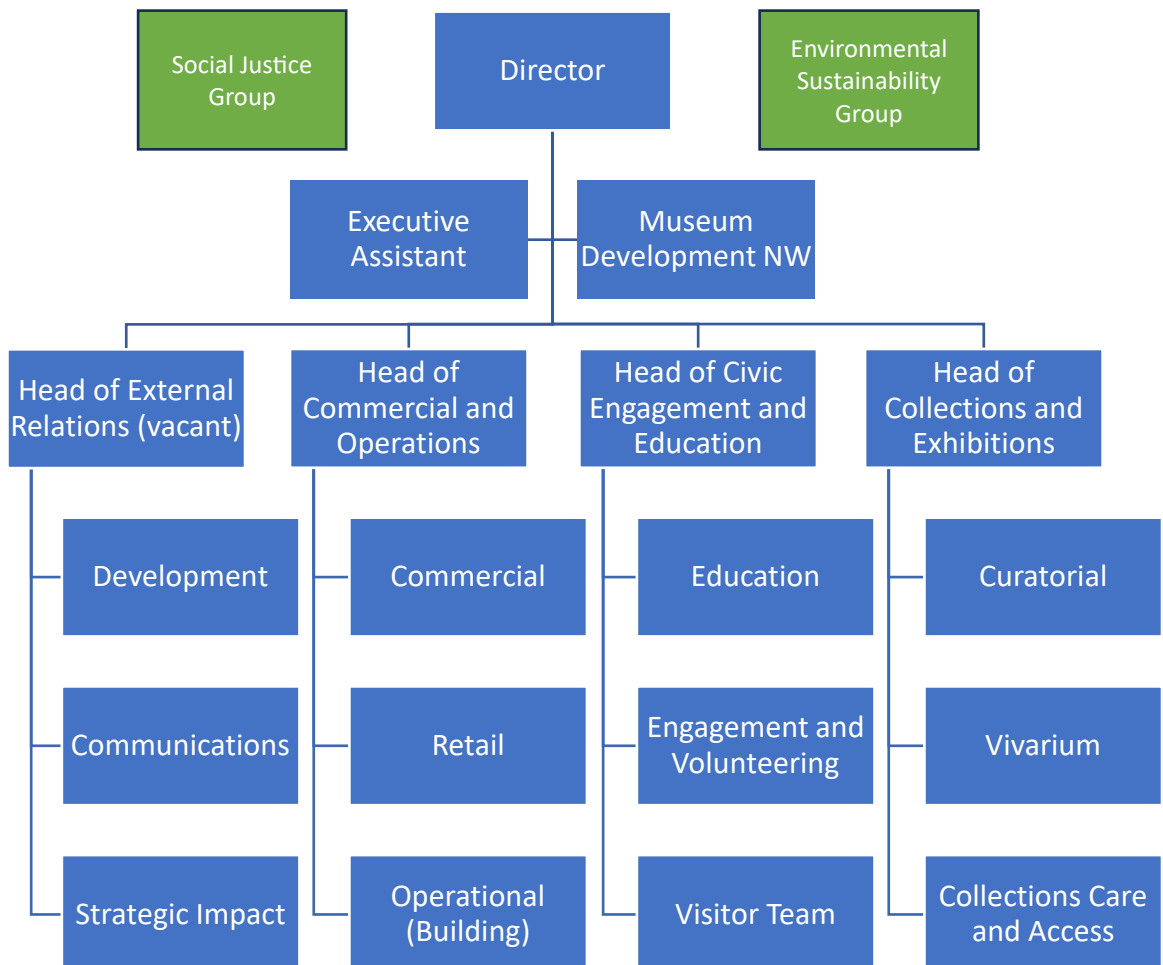 Social Justice
Group
Director
Environmental
Sustainability
Group
Executive
Assistant
Museum
Development NW
Head of External
Relations (vacant)
Head of
Commercial and
Operations
Head of Civic
Engagement and
Education
Head of
Collections and
Exhibitions
Development
Commercial
Education
Curatorial
Communications
Retail
Engagement and
Volunteering
Vivarium
Strategic Impact
Operational
(Building)
Visitor Team
Collections Care
and Access